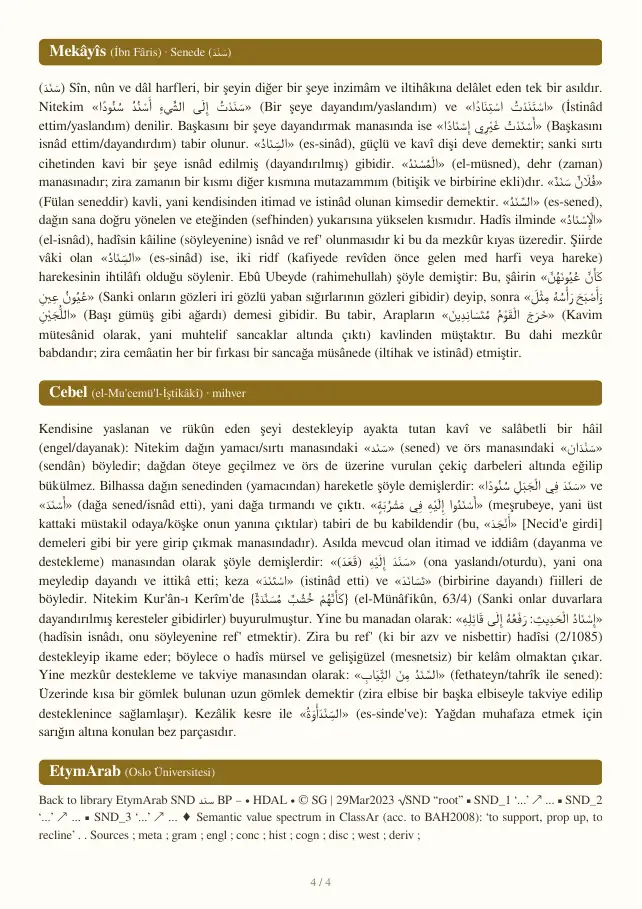 Mekâyîs (İbn Fâris) · Senede (سَنَدَ)
(سَنَدَ) Sîn, nûn ve dâl harfleri, bir şeyin diğer bir şeye inzimâm ve iltihâkına delâlet eden tek bir asıldır.
Nitekim «سَنَدْتُ إِلَى الشَّيْءِ أَسْنُدُ سُنُودًا» (Bir şeye dayandım/yaslandım) ve «اسْتَنَدْتُ اسْتِنَادًا» (İstinâd
ettim/yaslandım) denilir. Başkasını bir şeye dayandırmak manasında ise «أَسْنَدْتُ غَيْرِي إِسْنَادًا» (Başkasını
isnâd ettim/dayandırdım) tabir olunur. «السِّنَادُ» (es-sinâd), güçlü ve kavî dişi deve demektir; sanki sırtı
cihetinden kavi bir şeye isnâd edilmiş (dayandırılmış) gibidir. «الْمُسْنَدُ» (el-müsned), dehr (zaman)
manasınadır; zira zamanın bir kısmı diğer kısmına mutazammım (bitişik ve birbirine ekli)dır. «فُلَانٌ سَنَدٌ»
(Fülan seneddir) kavli, yani kendisinden itimad ve istinâd olunan kimsedir demektir. «السَّنَدُ» (es-sened),
dağın sana doğru yönelen ve eteğinden (sefhinden) yukarısına yükselen kısmıdır. Hadîs ilminde «الْإِسْنَادُ»
(el-isnâd), hadîsin kâiline (söyleyenine) isnâd ve ref' olunmasıdır ki bu da mezkûr kıyas üzeredir. Şiirde
vâki olan «السِّنَادُ» (es-sinâd) ise, iki ridf (kafiyede revîden önce gelen med harfi veya hareke)
harekesinin ihtilâfı olduğu söylenir. Ebû Ubeyde (rahimehullah) şöyle demiştir: Bu, şâirin «كَأَنَّ عُيُونَهُنَّ
عُيُونُ عِينِ» (Sanki onların gözleri iri gözlü yaban sığırlarının gözleri gibidir) deyip, sonra «وَأَصْبَحَ رَأْسُهُ مِثْلَ
اللُّجَيْنِ» (Başı gümüş gibi ağardı) demesi gibidir. Bu tabir, Arapların «خَرَجَ الْقَوْمُ مُتَسَانِدِينَ» (Kavim
mütesânid olarak, yani muhtelif sancaklar altında çıktı) kavlinden müştaktır. Bu dahi mezkûr
babdandır; zira cemâatin her bir fırkası bir sancağa müsânede (iltihak ve istinâd) etmiştir.
Cebel (el-Mu'cemü'l-İştikâkî) · mihver
Kendisine yaslanan ve rükûn eden şeyi destekleyip ayakta tutan kavî ve salâbetli bir hâil
(engel/dayanak): Nitekim dağın yamacı/sırtı manasındaki «سَنَد» (sened) ve örs manasındaki «سَنْدَان»
(sendân) böyledir; dağdan öteye geçilmez ve örs de üzerine vurulan çekiç darbeleri altında eğilip
bükülmez. Bilhassa dağın senedinden (yamacından) hareketle şöyle demişlerdir: «سَنَدَ فِي الْجَبَلِ سُنُودًا» ve
«أَسْنَدَ» (dağa sened/isnâd etti), yani dağa tırmandı ve çıktı. «أَسْنَدُوا إِلَيْهِ فِي مَشْرُبَةٍ» (meşrubeye, yani üst
kattaki müstakil odaya/köşke onun yanına çıktılar) tabiri de bu kabildendir (bu, «أَنْجَدَ» [Necid'e girdi]
demeleri gibi bir yere girip çıkmak manasındadır). Asılda mevcud olan itimad ve iddiâm (dayanma ve
destekleme) manasından olarak şöyle demişlerdir: «سَنَدَ إِلَيْهِ (قَعَدَ)» (ona yaslandı/oturdu), yani ona
meyledip dayandı ve ittikâ etti; keza «اسْتَنَدَ» (istinâd etti) ve «تَسَانَدَ» (birbirine dayandı) fiilleri de
böyledir. Nitekim Kur'ân-ı Kerîm'de {كَأَنَّهُمْ خُشُبٌ مُسَنَّدَةٌ} (el-Münâfikûn, 63/4) (Sanki onlar duvarlara
dayandırılmış keresteler gibidirler) buyurulmuştur. Yine bu manadan olarak: «إِسْنَادُ الْحَدِيثِ: رَفْعُهُ إِلَى قَائِلِهِ»
(hadîsin isnâdı, onu söyleyenine ref' etmektir). Zira bu ref' (ki bir azv ve nisbettir) hadîsi (2/1085)
destekleyip ikame eder; böylece o hadîs mürsel ve gelişigüzel (mesnetsiz) bir kelâm olmaktan çıkar.
Yine mezkûr destekleme ve takviye manasından olarak: «السَّنَدُ مِنَ الثِّيَابِ» (fethateyn/tahrîk ile sened):
Üzerinde kısa bir gömlek bulunan uzun gömlek demektir (zira elbise bir başka elbiseyle takviye edilip
desteklenince sağlamlaşır). Kezâlik kesre ile «السِّنْدَأْوَةُ» (es-sinde've): Yağdan muhafaza etmek için
sarığın altına konulan bez parçasıdır.
EtymArab (Oslo Üniversitesi)
Back to library EtymArab SND سند BP – • HDAL • © SG | 29Mar2023 √SND “root” ▪ SND_1 ‘...’ ↗ ... ▪ SND_2
‘...’ ↗ ... ▪ SND_3 ‘...’ ↗ ... ♦ Semantic value spectrum in ClassAr (acc. to BAH2008): ‘to support, prop up, to
recline’ . . Sources ; meta ; gram ; engl ; conc ; hist ; cogn ; disc ; west ; deriv ;
4 / 4